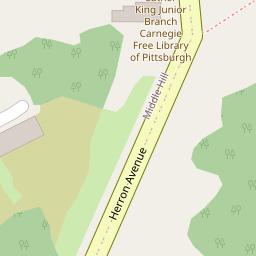 King Junior
Branch
Carnegie
Free Library
of Pittsburgh
Middle Hill
Herron Avenue